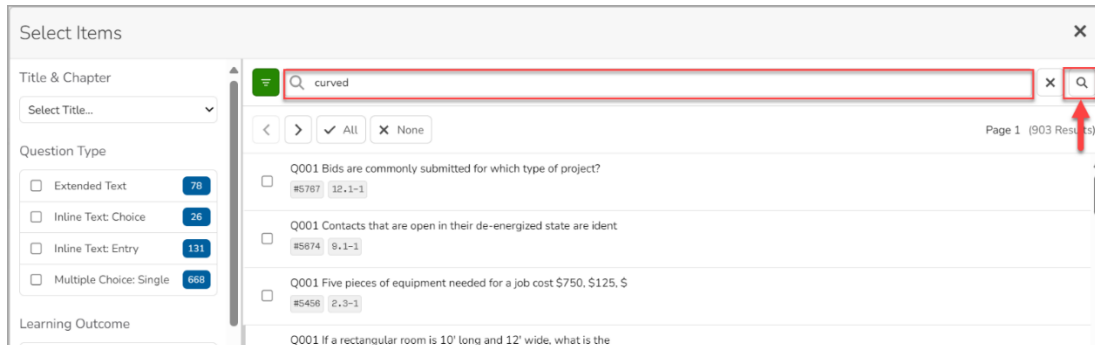 Select Items
Title & Chapter
Select Title...
Question Type
Extended Text 78
Inline Text: Choice 26
Inline Text: Entry 131
Multiple Choice: Single 668
Learning Outcome
curved
All None Page 1 (903 Results)
Q001 Bids are commonly submitted for which type of project?
#5767 12.1-1
Q001 Contacts that are open in their de-energized state are ident
#5674 9.1-1
Q001 Five pieces of equipment needed for a job cost $750, $125, $
#5456 2.3-1
Q001 If a rectangular room is 10' long and 12' wide, what is the